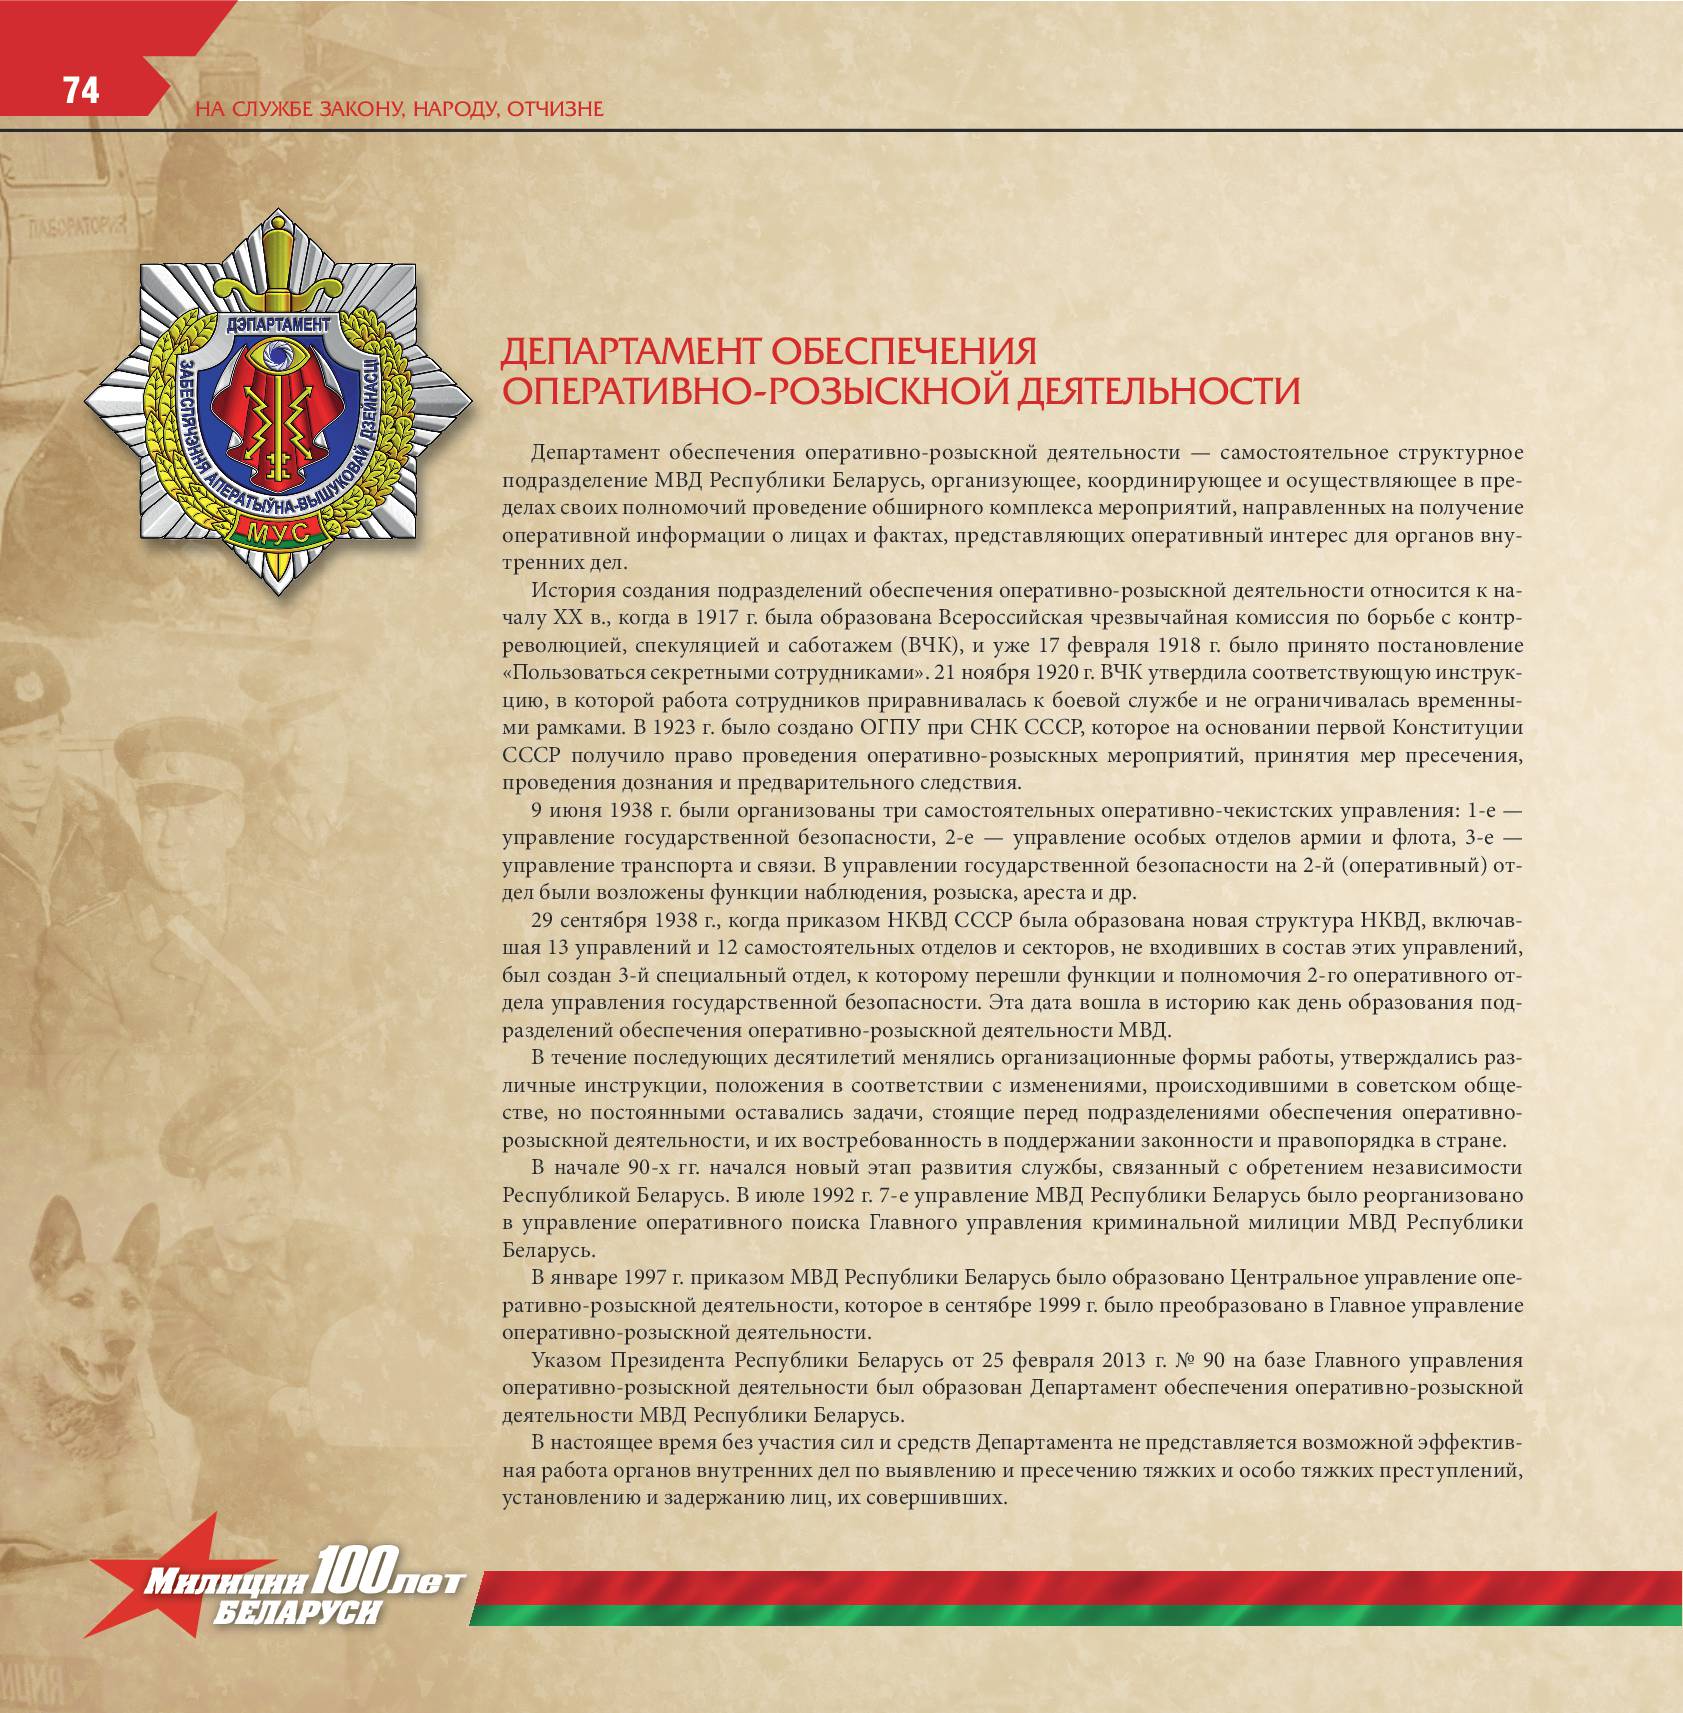 74
НА СЛУЖБЕ ЗАКОНУ, НАРОДУ, ОТЧИЗНЕ
ЛАБОРАТОРИЯ
ДЭПАРТАМЕНТ
ЗАБЕСПЯЧЭННЯ АПЕРАТЫЎНА-ВЫШУКОВАЙ ДЗЕЙНАСЦІ
МУС
ДЕПАРТАМЕНТ ОБЕСПЕЧЕНИЯ
ОПЕРАТИВНО-РОЗЫСКНОЙ ДЕЯТЕЛЬНОСТИ
Департамент обеспечения оперативно-розыскной деятельности — самостоятельное структурное
подразделение МВД Республики Беларусь, организующее, координирующее и осуществляющее в пре-
делах своих полномочий проведение обширного комплекса мероприятий, направленных на получение
оперативной информации о лицах и фактах, представляющих оперативный интерес для органов вну-
тренних дел.
История создания подразделений обеспечения оперативно-розыскной деятельности относится к на-
чалу XX в., когда в 1917 г. была образована Всероссийская чрезвычайная комиссия по борьбе с контр-
революцией, спекуляцией и саботажем (ВЧК), и уже 17 февраля 1918 г. было принято постановление
«Пользоваться секретными сотрудниками». 21 ноября 1920 г. ВЧК утвердила соответствующую инструк-
цию, в которой работа сотрудников приравнивалась к боевой службе и не ограничивалась временны-
ми рамками. В 1923 г. было создано ОГПУ при СНК СССР, которое на основании первой Конституции
СССР получило право проведения оперативно-розыскных мероприятий, принятия мер пресечения,
проведения дознания и предварительного следствия.
9 июня 1938 г. были организованы три самостоятельных оперативно-чекистских управления: 1-е —
управление государственной безопасности, 2-е — управление особых отделов армии и флота, 3-е —
управление транспорта и связи. В управлении государственной безопасности на 2-й (оперативный) от-
дел были возложены функции наблюдения, розыска, ареста и др.
29 сентября 1938 г., когда приказом НКВД СССР была образована новая структура НКВД, включав-
шая 13 управлений и 12 самостоятельных отделов и секторов, не входивших в состав этих управлений,
был создан 3-й специальный отдел, к которому перешли функции и полномочия 2-го оперативного от-
дела управления государственной безопасности. Эта дата вошла в историю как день образования под-
разделений обеспечения оперативно-розыскной деятельности МВД.
В течение последующих десятилетий менялись организационные формы работы, утверждались раз-
личные инструкции, положения в соответствии с изменениями, происходившими в советском обще-
стве, но постоянными оставались задачи, стоящие перед подразделениями обеспечения оперативно-
розыскной деятельности, и их востребованность в поддержании законности и правопорядка в стране.
В начале 90-х гг. начался новый этап развития службы, связанный с обретением независимости
Республикой Беларусь. В июле 1992 г. 7-е управление МВД Республики Беларусь было реорганизовано
в управление оперативного поиска Главного управления криминальной милиции МВД Республики
Беларусь.
В январе 1997 г. приказом МВД Республики Беларусь было образовано Центральное управление опе-
ративно-розыскной деятельности, которое в сентябре 1999 г. было преобразовано в Главное управление
оперативно-розыскной деятельности.
Указом Президента Республики Беларусь от 25 февраля 2013 г. № 90 на базе Главного управления
оперативно-розыскной деятельности был образован Департамент обеспечения оперативно-розыскной
деятельности МВД Республики Беларусь.
В настоящее время без участия сил и средств Департамента не представляется возможной эффектив-
ная работа органов внутренних дел по выявлению и пресечению тяжких и особо тяжких преступлений,
установлению и задержанию лиц, их совершивших.
Милиции 100 лет
БЕЛАРУСИ